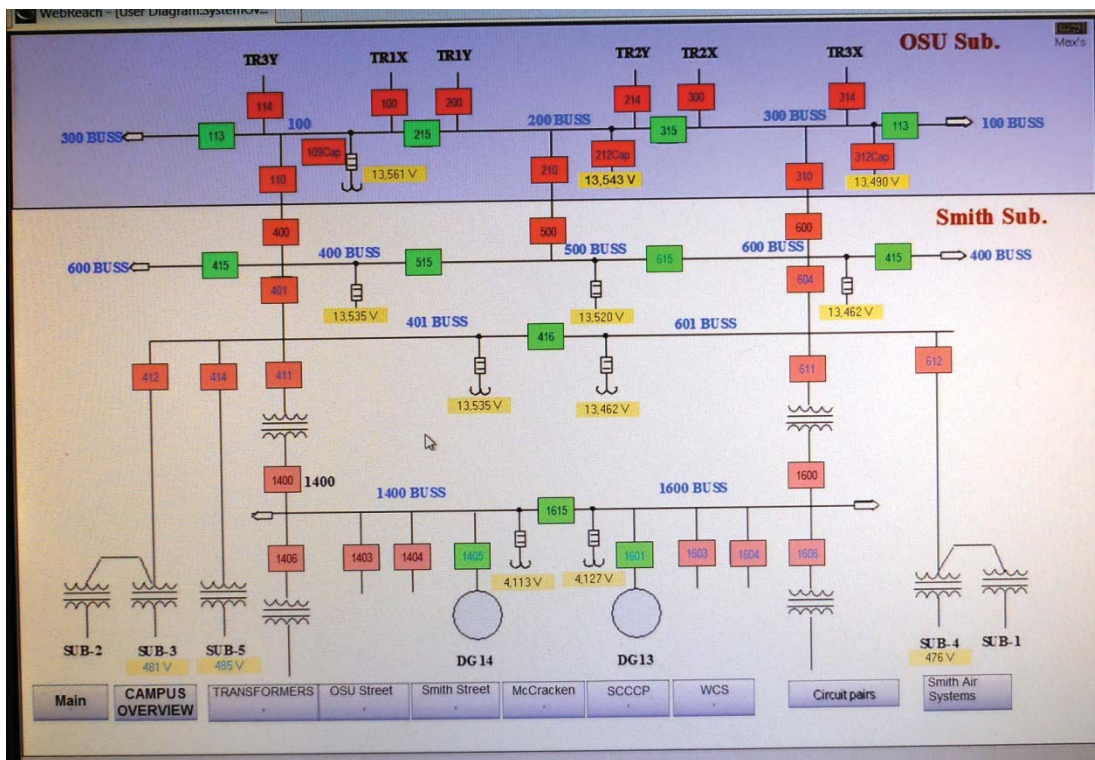 WebReach - [User Diagram:SystemOv...
OSU Sub.
Max's
TR3Y TR1X TR1Y TR2Y TR2X TR3X
114 100 200 214 300 314
300 BUSS 113 100 215 200 BUSS 315 300 BUSS 113 100 BUSS
109Cap 212Cap 312Cap
110 13,561 V 210 13,543 V 310 13,490 V
Smith Sub.
400 500 600
600 BUSS 415 400 BUSS 515 500 BUSS 615 600 BUSS 415 400 BUSS
401 604
13,535 V 13,520 V 13,462 V
401 BUSS 416 601 BUSS
412 414 411 611 612
13,535 V 13,462 V
1400 1400 1600
1400 BUSS 1615 1600 BUSS
1406 1403 1404 1405 1601 1603 1604 1606
4,113 V 4,127 V
SUB-2 SUB-3 SUB-5 DG14 DG13 SUB-4 SUB-1
481 V 485 V 476 V
Main
CAMPUS
OVERVIEW
TRANSFORMERS
OSU Street
Smith Street
McCracken
SCCCP
WCS
Circuit pairs
Smith Air
Systems